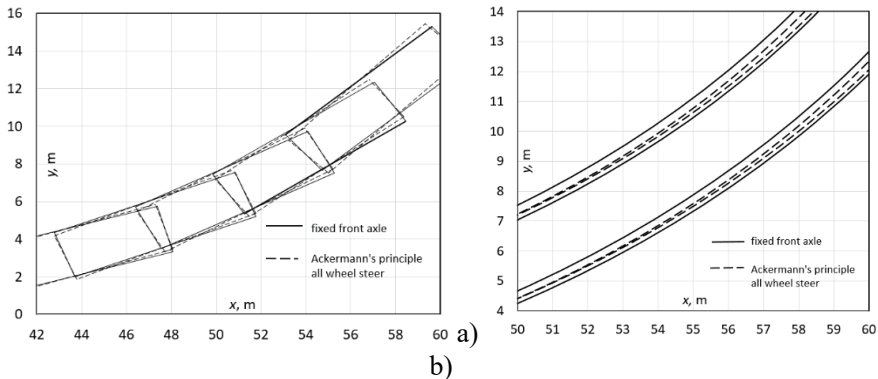 16
14
12
10
8
6
4
2
0
y, m
fixed front axle
Ackermann's principle
all wheel steer
x, m
42 44 46 48 50 52 54 56 58 60
a)
14
13
12
11
10
9
8
7
6
5
4
y, m
fixed front axle
Ackermann's principle
all wheel steer
x, m
50 51 52 53 54 55 56 57 58 59 60
b)